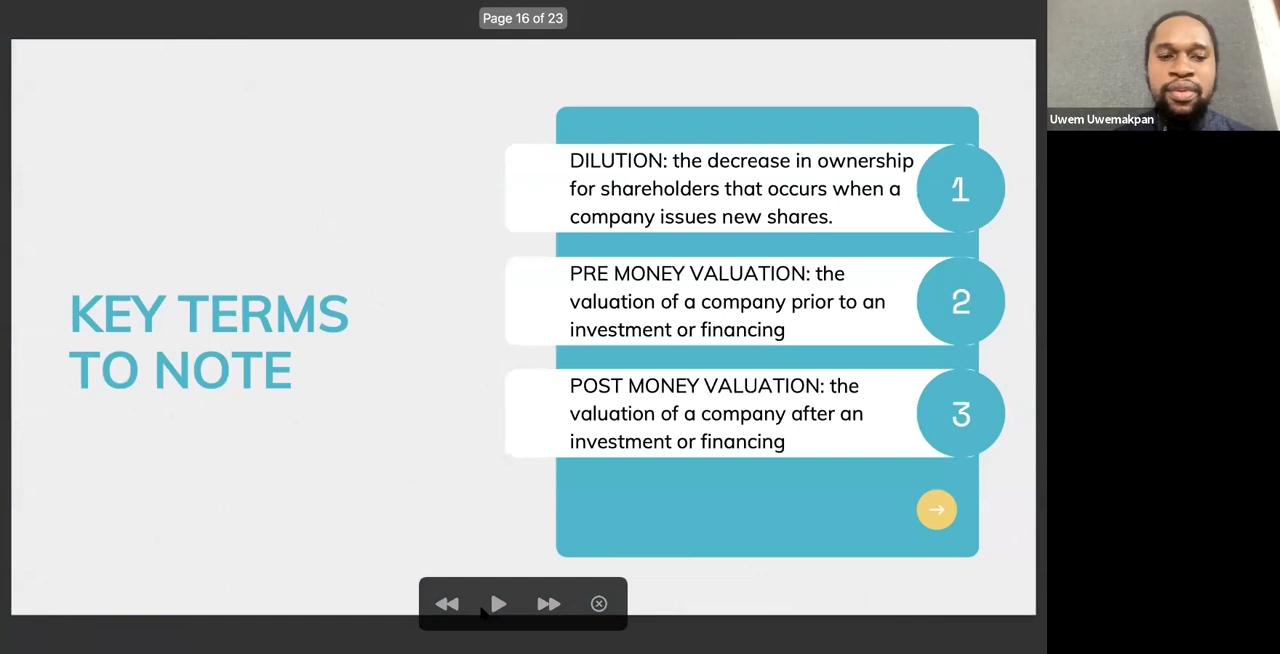 Page 16 of 23
Uwem Uwemakpan
KEY TERMS
TO NOTE
DILUTION: the decrease in ownership
for shareholders that occurs when a
company issues new shares.
1
PRE MONEY VALUATION: the
valuation of a company prior to an
investment or financing
2
POST MONEY VALUATION: the
valuation of a company after an
investment or financing
3